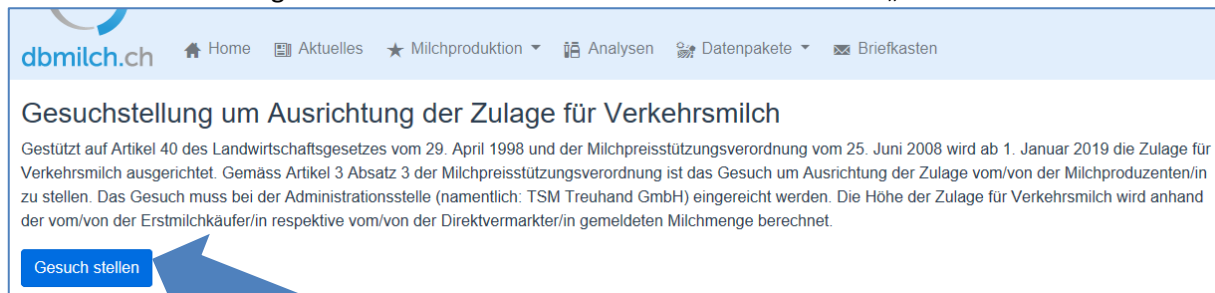 dbmilch.ch Home Aktuelles Milchproduktion Analysen Datenpakete Briefkasten
Gesuchstellung um Ausrichtung der Zulage für Verkehrsmilch
Gestützt auf Artikel 40 des Landwirtschaftsgesetzes vom 29. April 1998 und der Milchpreisstützungsverordnung vom 25. Juni 2008 wird ab 1. Januar 2019 die Zulage für
Verkehrsmilch ausgerichtet. Gemäss Artikel 3 Absatz 3 der Milchpreisstützungsverordnung ist das Gesuch um Ausrichtung der Zulage vom/von der Milchproduzenten/in
zu stellen. Das Gesuch muss bei der Administrationsstelle (namentlich: TSM Treuhand GmbH) eingereicht werden. Die Höhe der Zulage für Verkehrsmilch wird anhand
der vom/von der Erstmilchkäufer/in respektive vom/von der Direktvermarkter/in gemeldeten Milchmenge berechnet.
Gesuch stellen